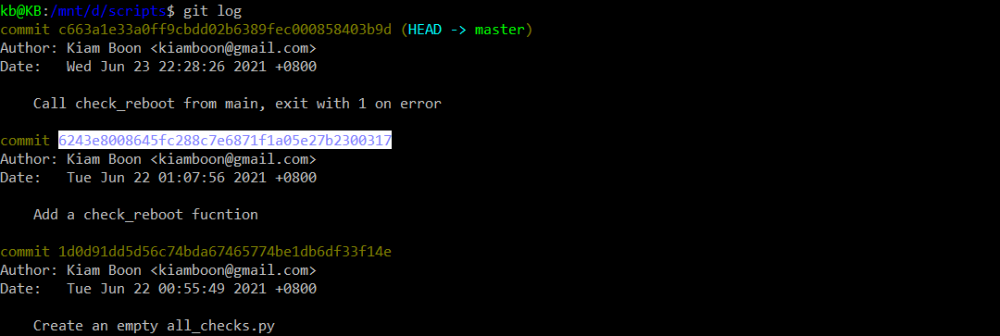 kb@KB:/mnt/d/scripts$ git log
commit c663a1e33a0ff9cbdd02b6389fec000858403b9d (HEAD -> master)
Author: Kiam Boon <kiamboon@gmail.com>
Date:   Wed Jun 23 22:28:26 2021 +0800
Call check_reboot from main, exit with 1 on error
commit 6243e8008645fc288c7e6871f1a05e27b2300317
Author: Kiam Boon <kiamboon@gmail.com>
Date:   Tue Jun 22 01:07:56 2021 +0800
Add a check_reboot fucntion
commit 1d0d91dd5d56c74bda67465774be1db6df33f14e
Author: Kiam Boon <kiamboon@gmail.com>
Date:   Tue Jun 22 00:55:49 2021 +0800
Create an empty all_checks.py